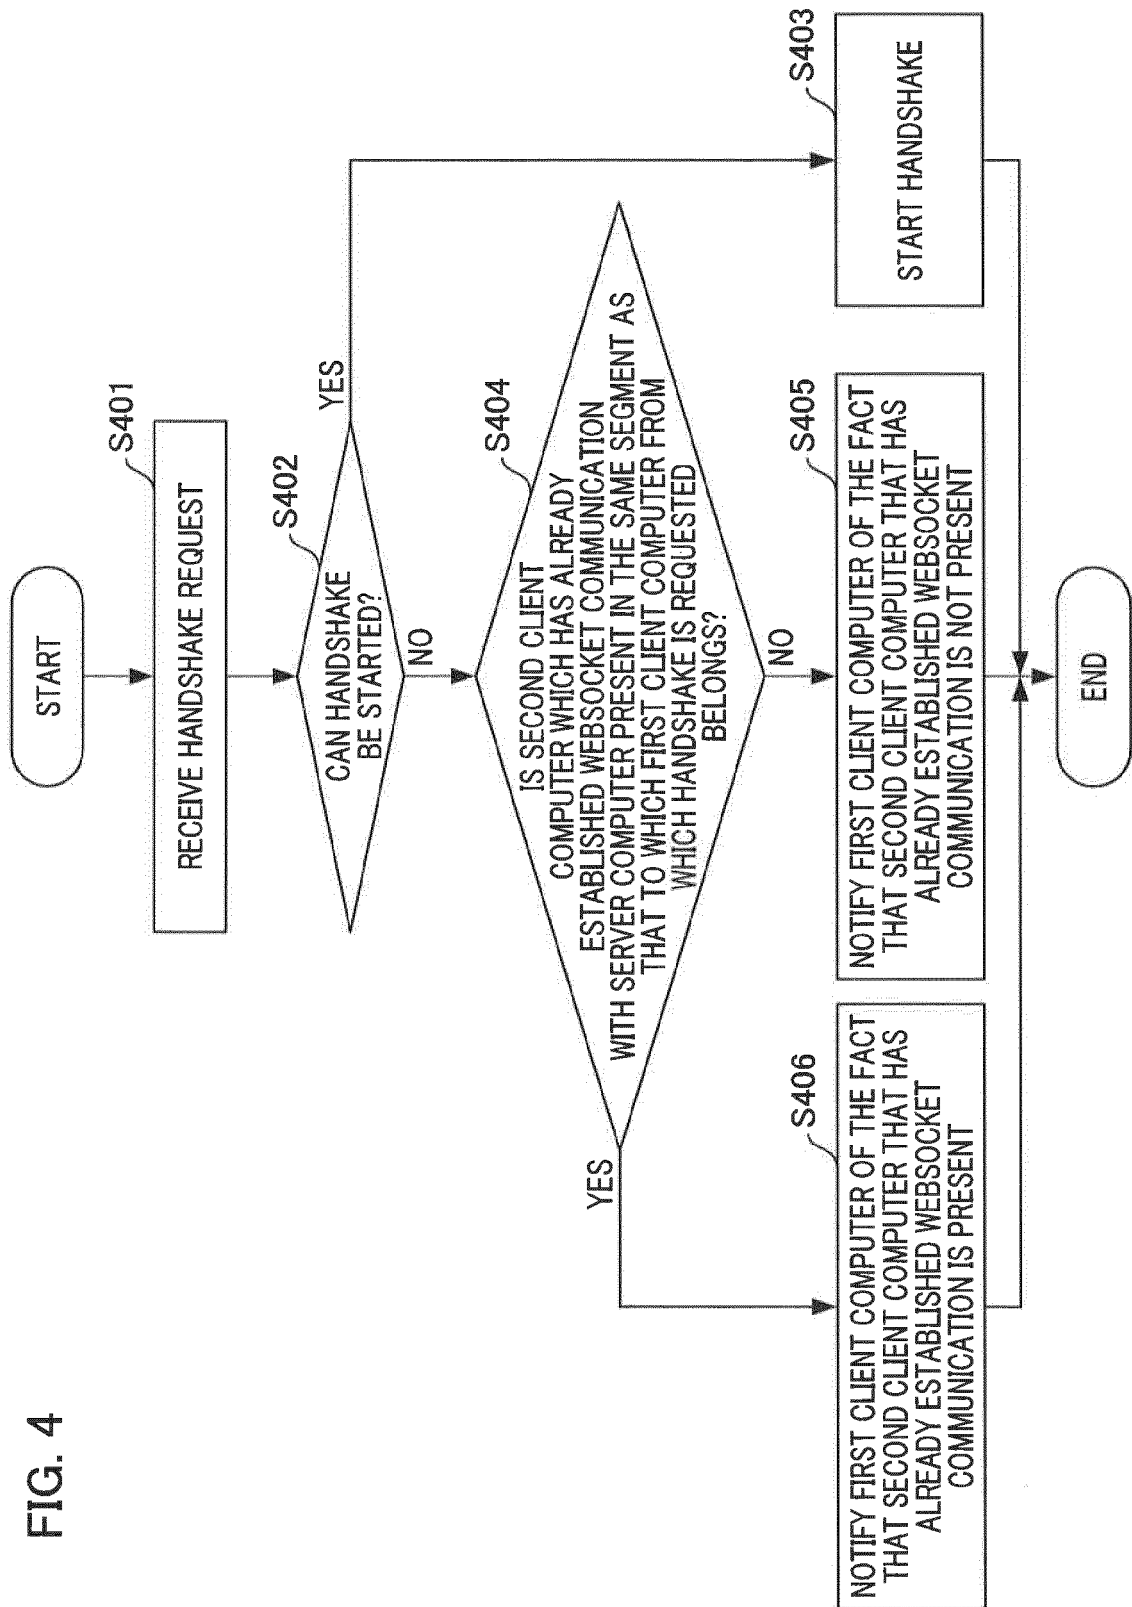 FIG. 4
START
S401
RECEIVE HANDSHAKE REQUEST
S402
CAN HANDSHAKE
BE STARTED?
YES
NO
S404
IS SECOND CLIENT
COMPUTER WHICH HAS ALREADY
ESTABLISHED WEBSOCKET COMMUNICATION
WITH SERVER COMPUTER PRESENT IN THE SAME SEGMENT AS
THAT TO WHICH FIRST CLIENT COMPUTER FROM
WHICH HANDSHAKE IS REQUESTED
BELONGS?
YES
NO
S406
NOTIFY FIRST CLIENT COMPUTER OF THE FACT
THAT SECOND CLIENT COMPUTER THAT HAS
ALREADY ESTABLISHED WEBSOCKET
COMMUNICATION IS PRESENT
S405
NOTIFY FIRST CLIENT COMPUTER OF THE FACT
THAT SECOND CLIENT COMPUTER THAT HAS
ALREADY ESTABLISHED WEBSOCKET
COMMUNICATION IS NOT PRESENT
S403
START HANDSHAKE
END